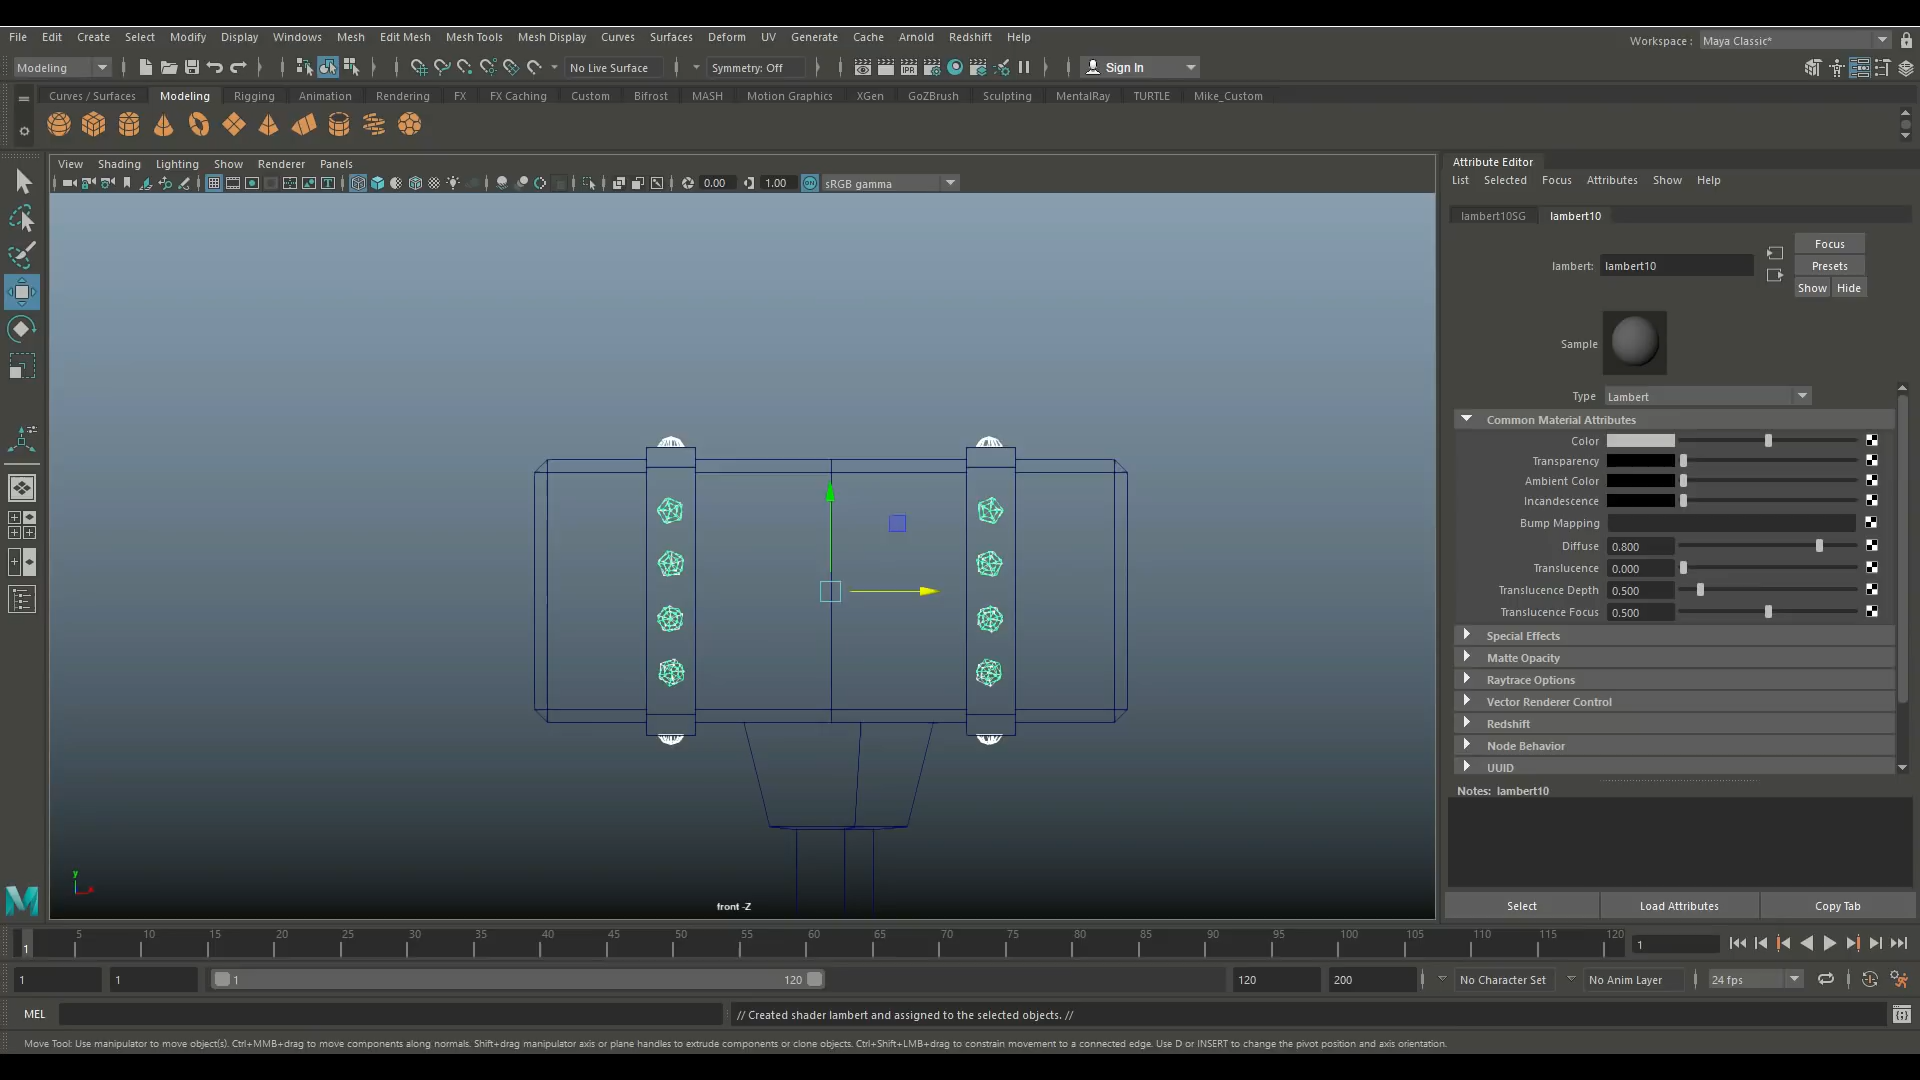 File Edit Create Select Modify Display Windows Mesh Edit Mesh Mesh Tools Mesh Display Curves Surfaces Deform UV Generate Cache Arnold Redshift Help
Workspace : Maya Classic*
Modeling No Live Surface Symmetry: Off IPR Sign In
Curves / Surfaces Modeling Rigging Animation Rendering FX FX Caching Custom Bifrost MASH Motion Graphics XGen GoZBrush Sculpting MentalRay TURTLE Mike_Custom
View Shading Lighting Show Renderer Panels
0.00 1.00 ON sRGB gamma
Attribute Editor
List Selected Focus Attributes Show Help
lambert10SG lambert10
Focus
lambert: lambert10 Presets
Show Hide
Sample
Type Lambert
Common Material Attributes
Color
Transparency
Ambient Color
Incandescence
Bump Mapping
Diffuse 0.800
Translucence 0.000
Translucence Depth 0.500
Translucence Focus 0.500
Special Effects
Matte Opacity
Raytrace Options
Vector Renderer Control
Redshift
Node Behavior
UUID
Notes: lambert10
Select Load Attributes Copy Tab
y
x
front -Z
M
5 10 15 20 25 30 35 40 45 50 55 60 65 70 75 80 85 90 95 100 105 110 115 120
1 1
1 1 1 120 120 200 No Character Set No Anim Layer 24 fps
MEL // Created shader lambert and assigned to the selected objects. //
Move Tool: Use manipulator to move object(s). Ctrl+MMB+drag to move components along normals. Shift+drag manipulator axis or plane handles to extrude components or clone objects. Ctrl+Shift+LMB+drag to constrain movement to a connected edge. Use D or INSERT to change the pivot position and axis orientation.